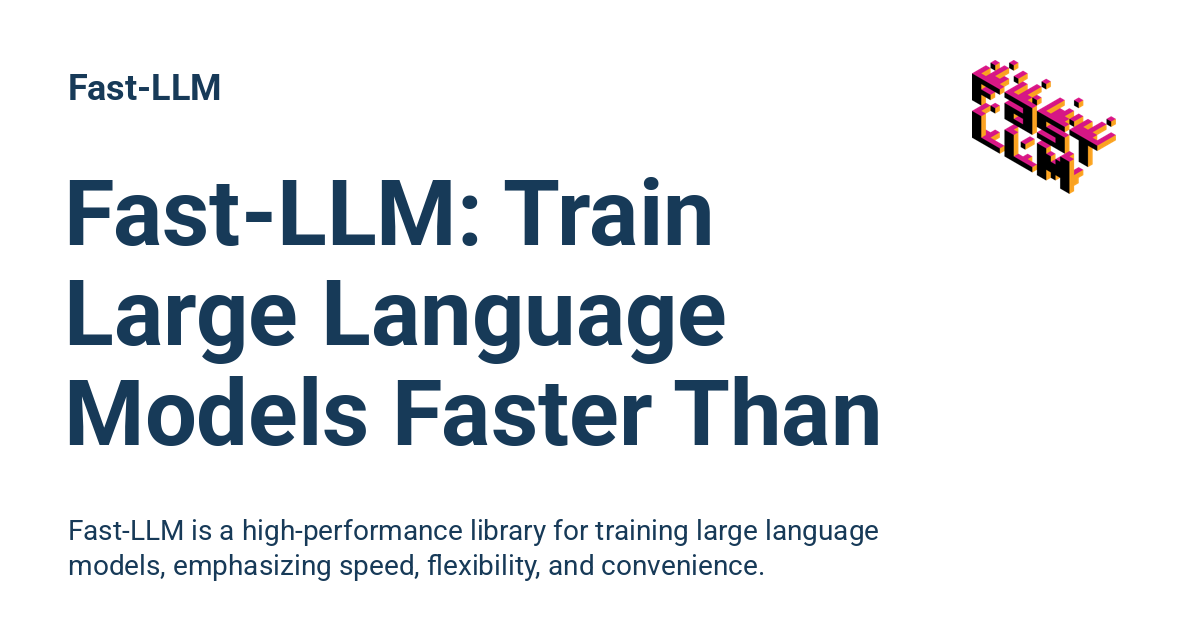 Fast-LLM
Fast
LLM
Fast-LLM: Train
Large Language
Models Faster Than
Fast-LLM is a high-performance library for training large language
models, emphasizing speed, flexibility, and convenience.